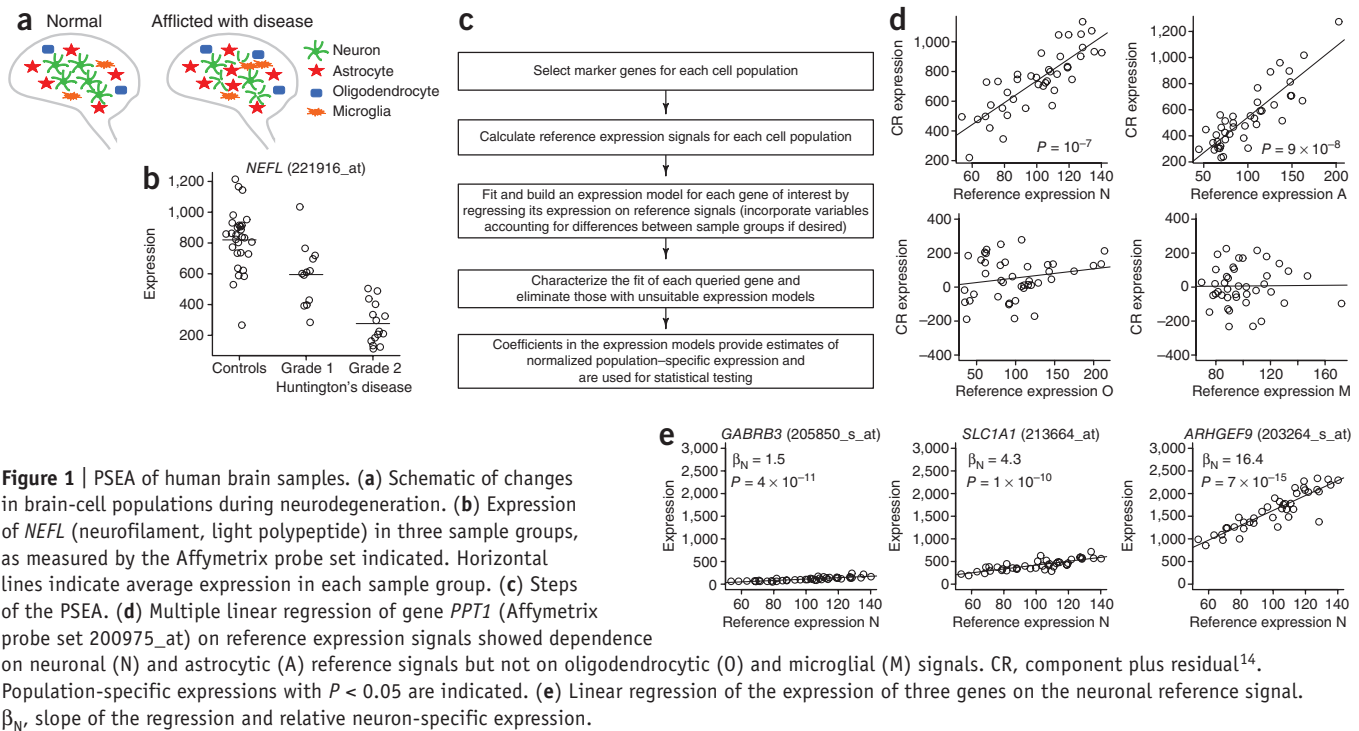 a
Normal
Afflicted with disease
Neuron
Astrocyte
Oligodendrocyte
Microglia
b
NEFL (221916_at)
Expression
1,200
1,000
800
600
400
200
Controls
Grade 1
Grade 2
Huntington's disease
c
Select marker genes for each cell population
Calculate reference expression signals for each cell population
Fit and build an expression model for each gene of interest by
regressing its expression on reference signals (incorporate variables
accounting for differences between sample groups if desired)
Characterize the fit of each queried gene and
eliminate those with unsuitable expression models
Coefficients in the expression models provide estimates of
normalized population–specific expression and
are used for statistical testing
d
CR expression
1,000
800
600
400
200
P = 10⁻⁷
60 80 100 120 140
Reference expression N
CR expression
1,200
1,000
800
600
400
200
P = 9 × 10⁻⁸
50 100 150 200
Reference expression A
CR expression
400
200
0
−200
−400
50 100 150 200
Reference expression O
CR expression
400
200
0
−200
−400
80 120 160
Reference expression M
e
GABRB3 (205850_s_at)
Expression
3,000
2,500
2,000
1,500
1,000
500
0
βN = 1.5
P = 4 × 10⁻¹¹
60 80 100 120 140
Reference expression N
SLC1A1 (213664_at)
Expression
3,000
2,500
2,000
1,500
1,000
500
0
βN = 4.3
P = 1 × 10⁻¹⁰
60 80 100 120 140
Reference expression N
ARHGEF9 (203264_s_at)
Expression
3,000
2,500
2,000
1,500
1,000
500
0
βN = 16.4
P = 7 × 10⁻¹⁵
60 80 100 120 140
Reference expression N
Figure 1 | PSEA of human brain samples. (a) Schematic of changes
in brain-cell populations during neurodegeneration. (b) Expression
of NEFL (neurofilament, light polypeptide) in three sample groups,
as measured by the Affymetrix probe set indicated. Horizontal
lines indicate average expression in each sample group. (c) Steps
of the PSEA. (d) Multiple linear regression of gene PPT1 (Affymetrix
probe set 200975_at) on reference expression signals showed dependence
on neuronal (N) and astrocytic (A) reference signals but not on oligodendrocytic (O) and microglial (M) signals. CR, component plus residual¹⁴.
Population-specific expressions with P < 0.05 are indicated. (e) Linear regression of the expression of three genes on the neuronal reference signal.
βN, slope of the regression and relative neuron-specific expression.